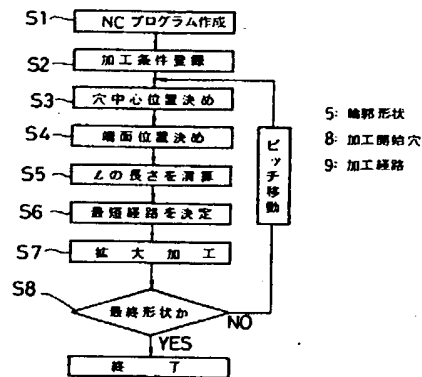 S1 NCプログラム作成
S2 加工条件登録
S3 穴中心位置決め
S4 端面位置決め
S5 ℓの長さを演算
S6 最短経路を決定
S7 拡大加工
S8 最終形状か
NO
YES
終了
ピッチ移動
5: 輪郭形状
8: 加工開始穴
9: 加工経路